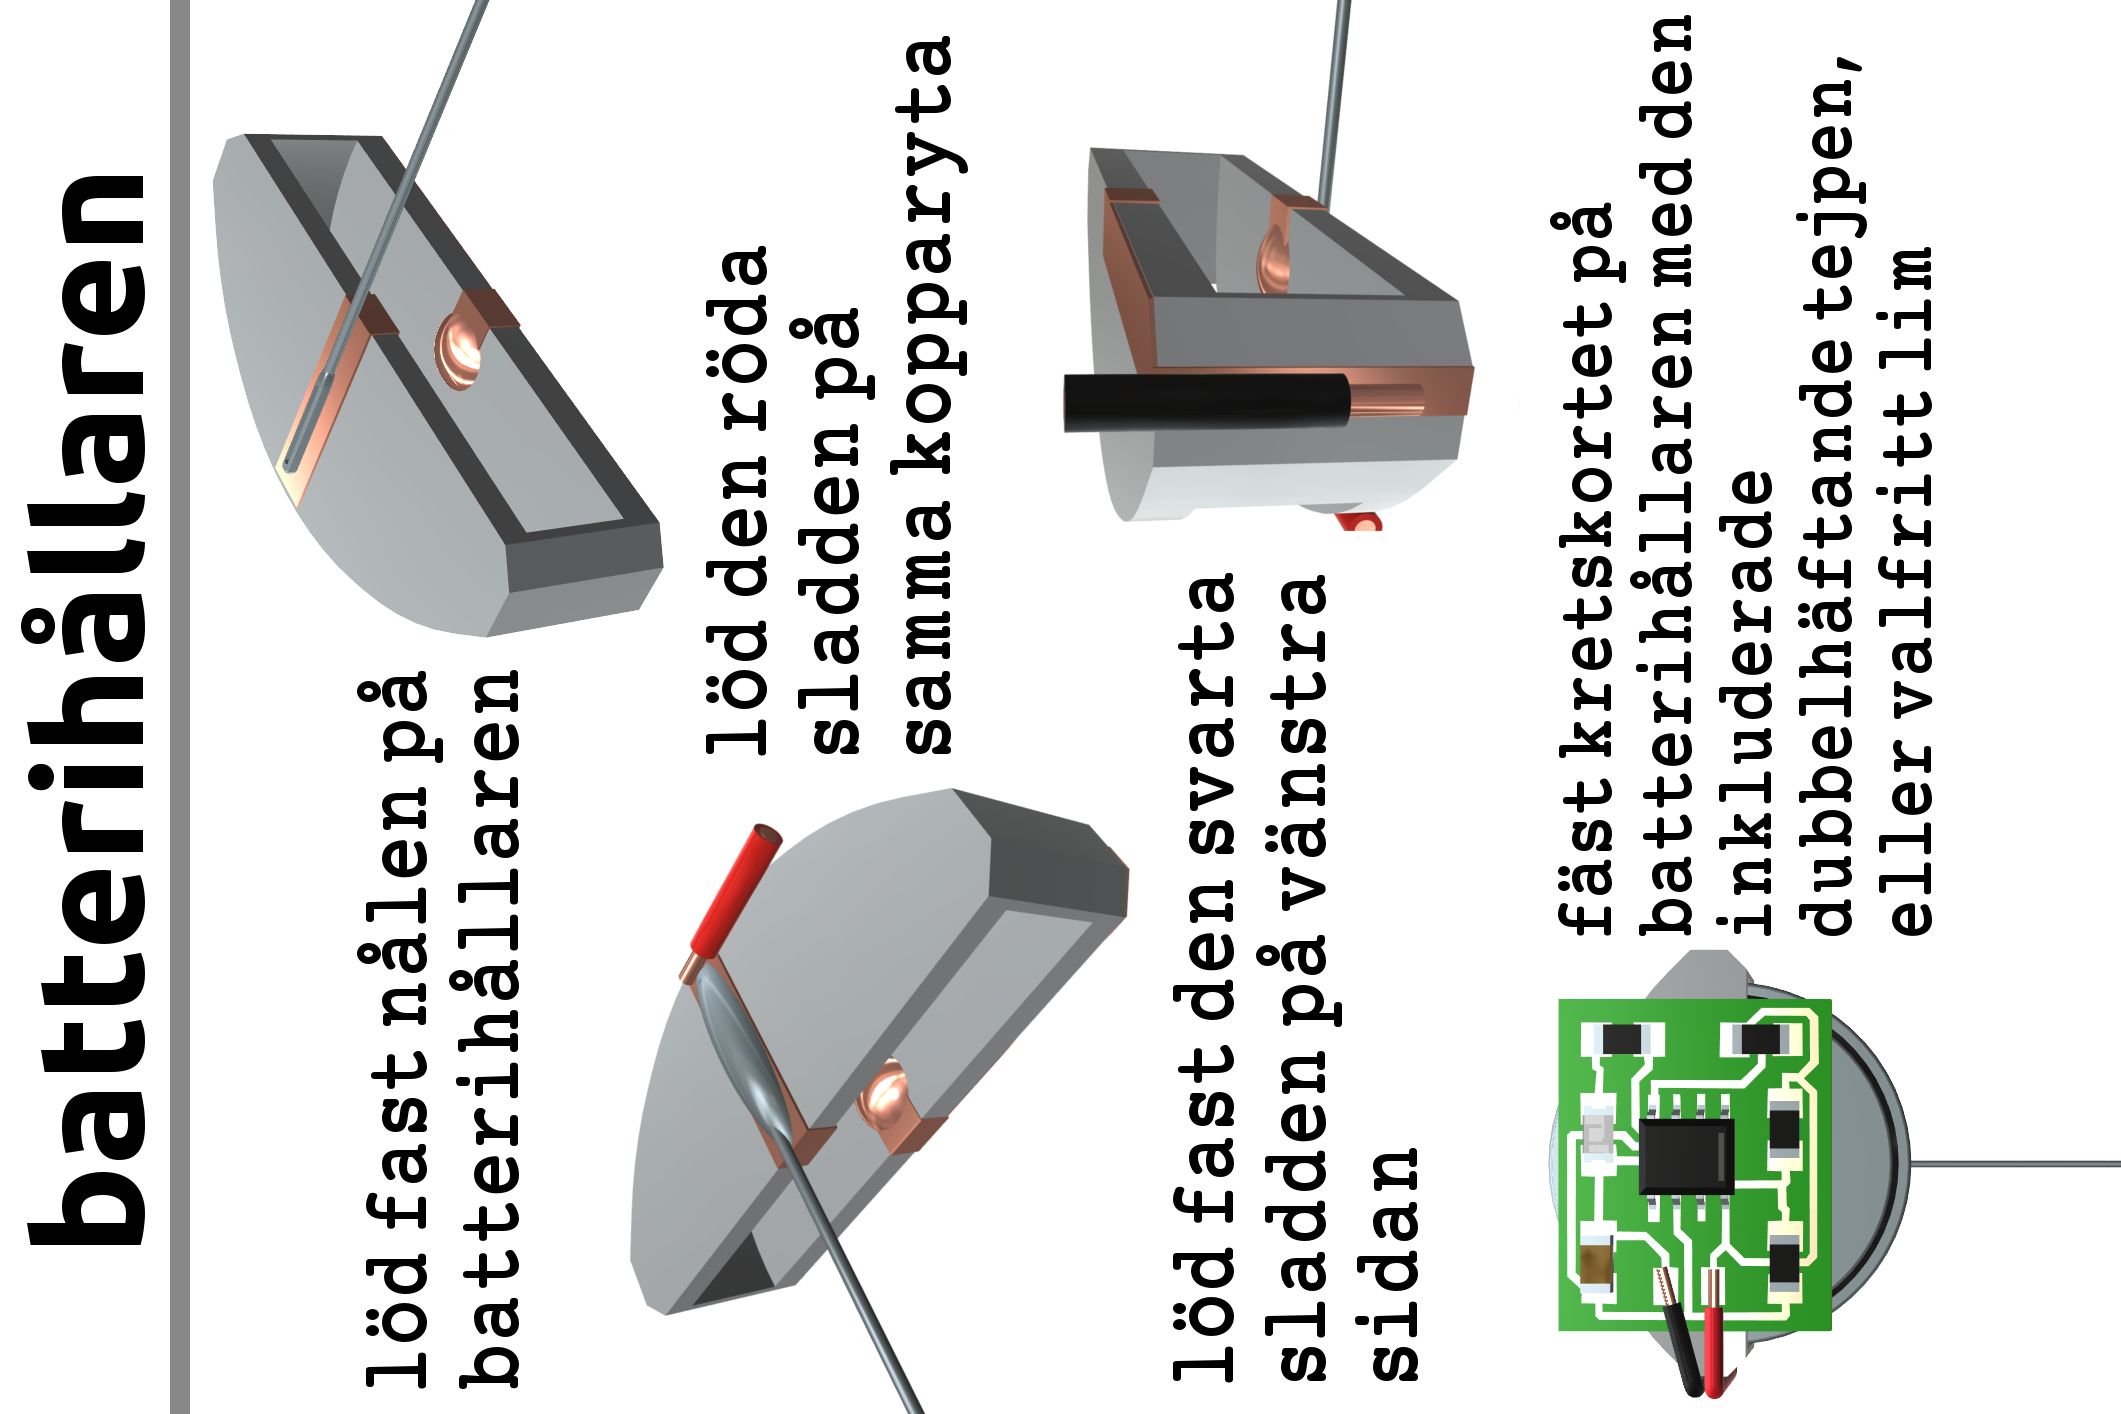 batterihållaren
löd fast nålen på
batterihållaren
löd den röda
sladden på
samma kopparyta
löd fast den svarta
sladden på vänstra
sidan
fäst kretskortet på
batterihållaren med den
inkluderade
dubbelhäftande tejpen,
eller valfritt lim